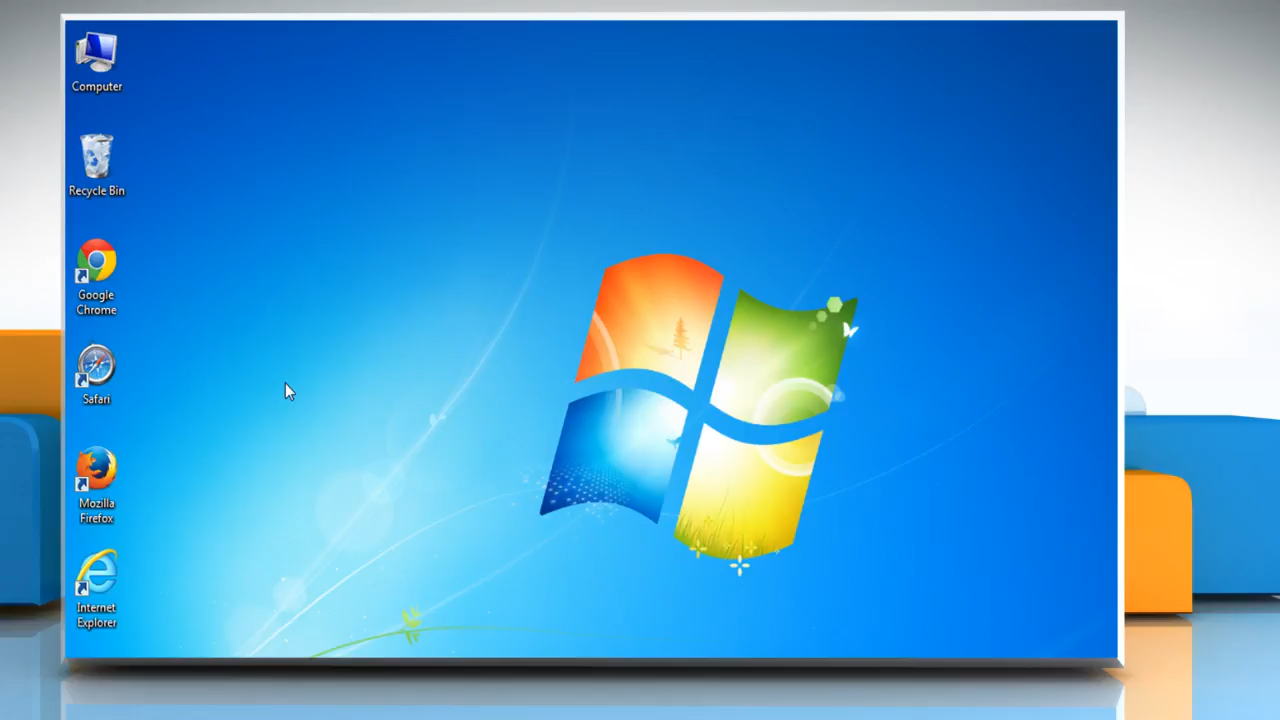 Computer
Recycle Bin
Google
Chrome
Safari
Mozilla
Firefox
Internet
Explorer